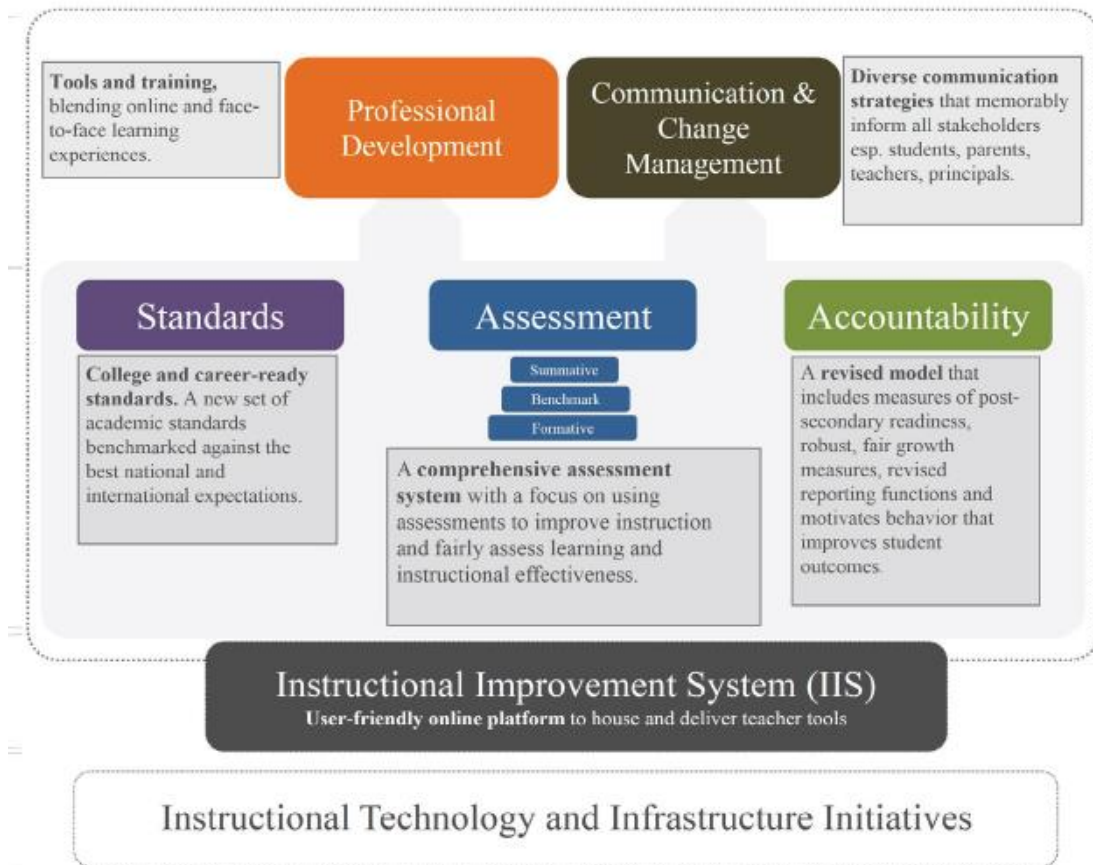 Tools and training,
blending online and face-
to-face learning
experiences.
Professional
Development
Communication &
Change
Management
Diverse communication
strategies that memorably
inform all stakeholders
esp. students, parents,
teachers, principals.
Standards
College and career-ready
standards. A new set of
academic standards
benchmarked against the
best national and
international expectations.
Assessment
Summative
Benchmark
Formative
A comprehensive assessment
system with a focus on using
assessments to improve instruction
and fairly assess learning and
instructional effectiveness.
Accountability
A revised model that
includes measures of post-
secondary readiness,
robust, fair growth
measures, revised
reporting functions and
motivates behavior that
improves student
outcomes.
Instructional Improvement System (IIS)
User-friendly online platform to house and deliver teacher tools
Instructional Technology and Infrastructure Initiatives